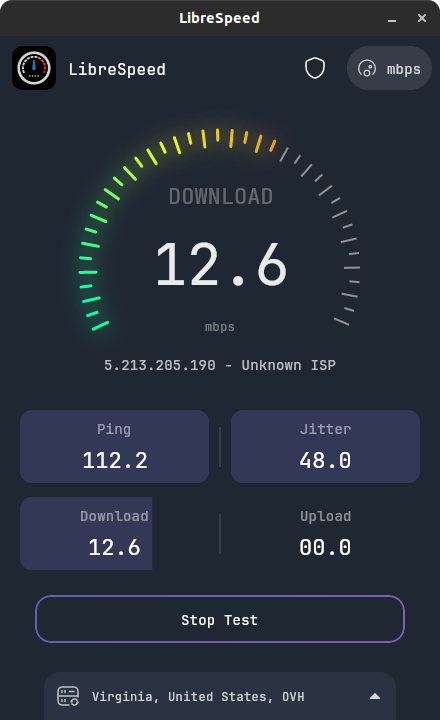 LibreSpeed
LibreSpeed
mbps
DOWNLOAD
12.6
mbps
5.213.205.190 - Unknown ISP
Ping
112.2
Jitter
48.0
Download
12.6
Upload
00.0
Stop Test
Virginia, United States, OVH